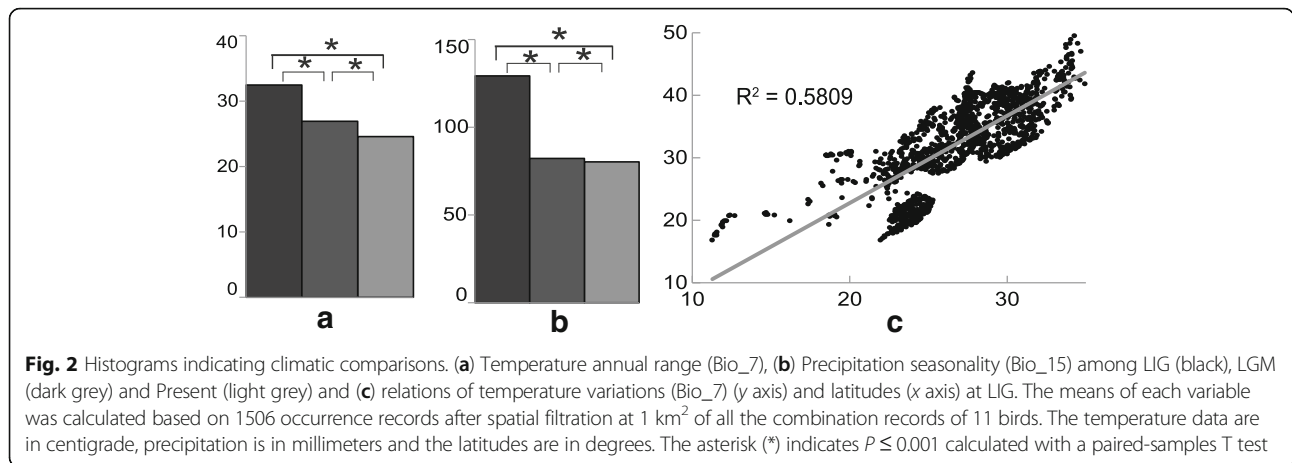 40
30
20
10
0
* * *
a
150
100
50
0
* * *
b
50
40
30
20
10
R² = 0.5809
10 20 30
c
Fig. 2 Histograms indicating climatic comparisons. (a) Temperature annual range (Bio_7), (b) Precipitation seasonality (Bio_15) among LIG (black), LGM
(dark grey) and Present (light grey) and (c) relations of temperature variations (Bio_7) (y axis) and latitudes (x axis) at LIG. The means of each variable
was calculated based on 1506 occurrence records after spatial filtration at 1 km² of all the combination records of 11 birds. The temperature data are
in centigrade, precipitation is in millimeters and the latitudes are in degrees. The asterisk (*) indicates P ≤ 0.001 calculated with a paired-samples T test